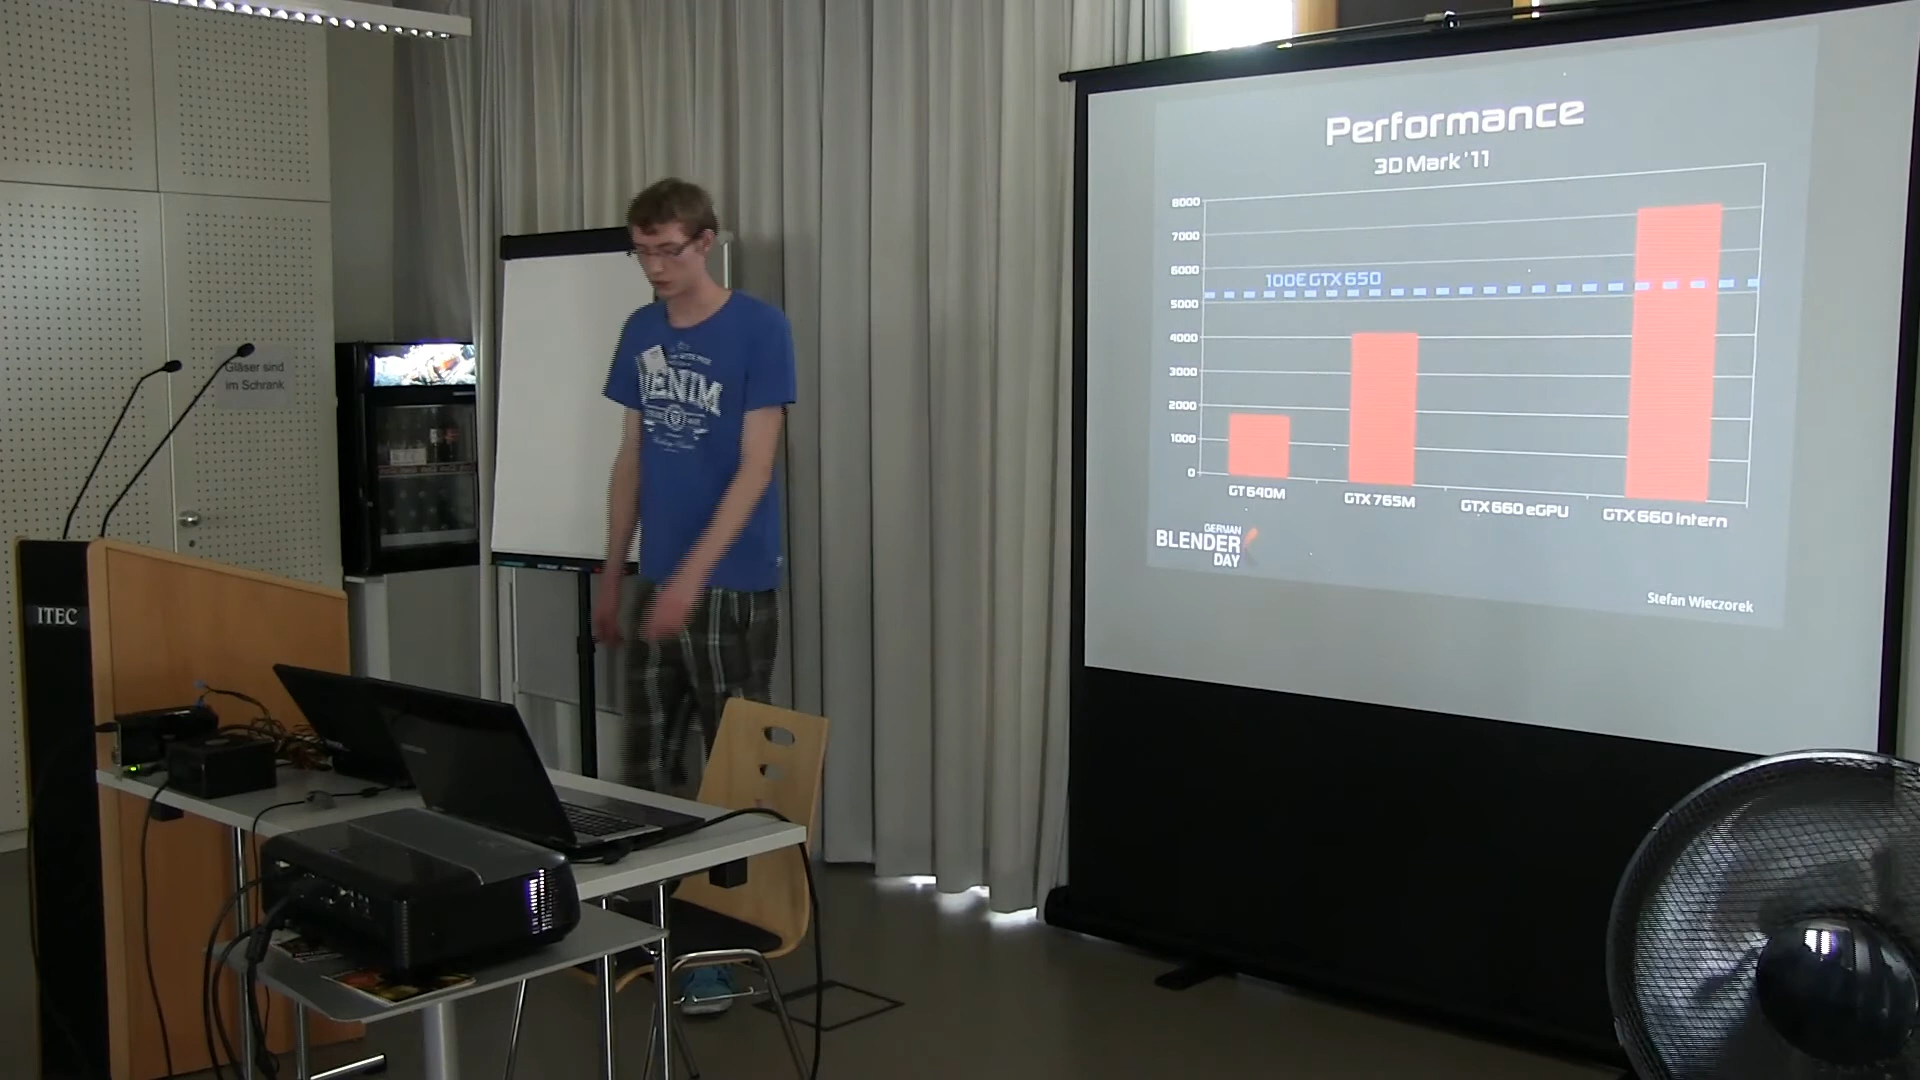 Performance
3D Mark '11
8000
7000
6000
5000
4000
3000
2000
1000
0
100€ GTX 650
GT 640M
GTX 765M
GTX 660 eGPU
GTX 660 Intern
GERMAN
BLENDER
DAY
Stefan Wieczorek
Gläser sind
im Schrank
DENIM
ITEC